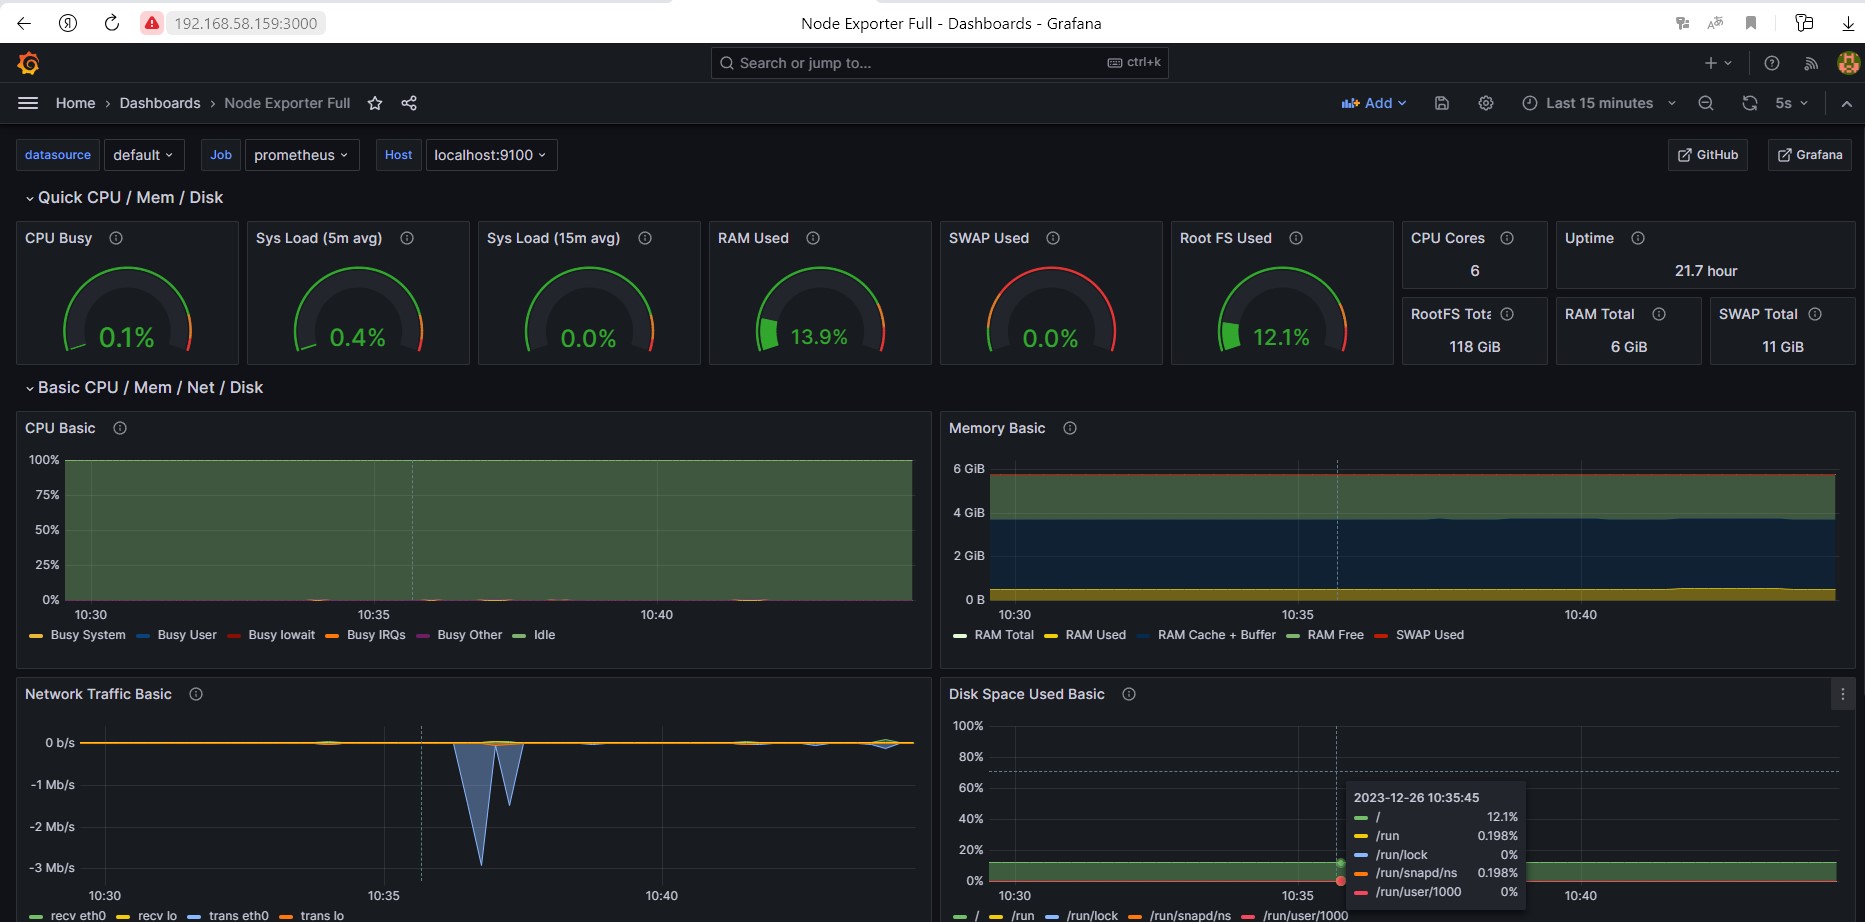 192.168.58.159:3000
Node Exporter Full - Dashboards - Grafana
Search or jump to...
ctrl+k
Home › Dashboards › Node Exporter Full
Add
Last 15 minutes
5s
datasource default
Job prometheus
Host localhost:9100
GitHub
Grafana
Quick CPU / Mem / Disk
CPU Busy
0.1%
Sys Load (5m avg)
0.4%
Sys Load (15m avg)
0.0%
RAM Used
13.9%
SWAP Used
0.0%
Root FS Used
12.1%
CPU Cores
6
Uptime
21.7 hour
RootFS Tota
118 GiB
RAM Total
6 GiB
SWAP Total
11 GiB
Basic CPU / Mem / Net / Disk
CPU Basic
100%
75%
50%
25%
0%
10:30 10:35 10:40
Busy System Busy User Busy Iowait Busy IRQs Busy Other Idle
Memory Basic
6 GiB
4 GiB
2 GiB
0 B
10:30 10:35 10:40
RAM Total RAM Used RAM Cache + Buffer RAM Free SWAP Used
Network Traffic Basic
0 b/s
-1 Mb/s
-2 Mb/s
-3 Mb/s
10:30 10:35 10:40
recv eth0 recv lo trans eth0 trans lo
Disk Space Used Basic
100%
80%
60%
40%
20%
0%
10:30 10:35 10:40
2023-12-26 10:35:45
/ 12.1%
/run 0.198%
/run/lock 0%
/run/snapd/ns 0.198%
/run/user/1000 0%
/ /run /run/lock /run/snapd/ns /run/user/1000